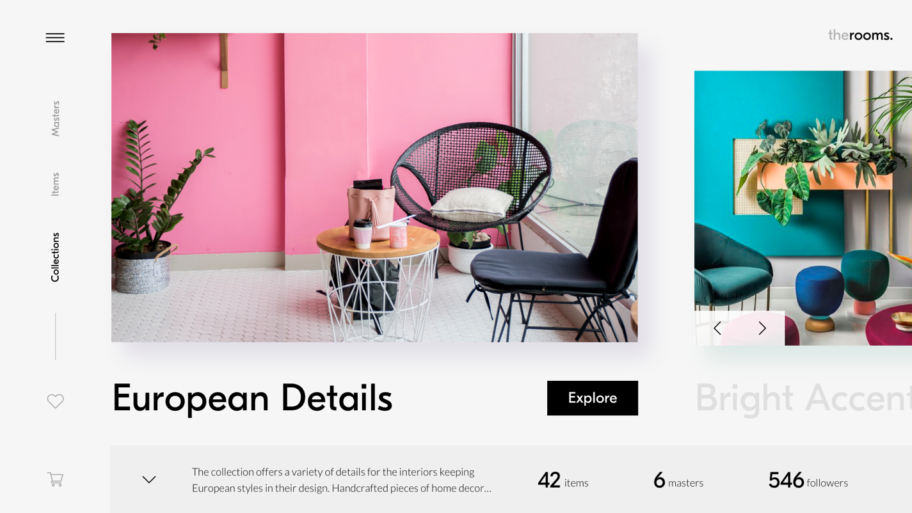 therooms.
Masters
Items
Collections
European Details
Explore
Bright Accent
The collection offers a variety of details for the interiors keeping
European styles in their design. Handcrafted pieces of home decor...
42 items
6 masters
546 followers